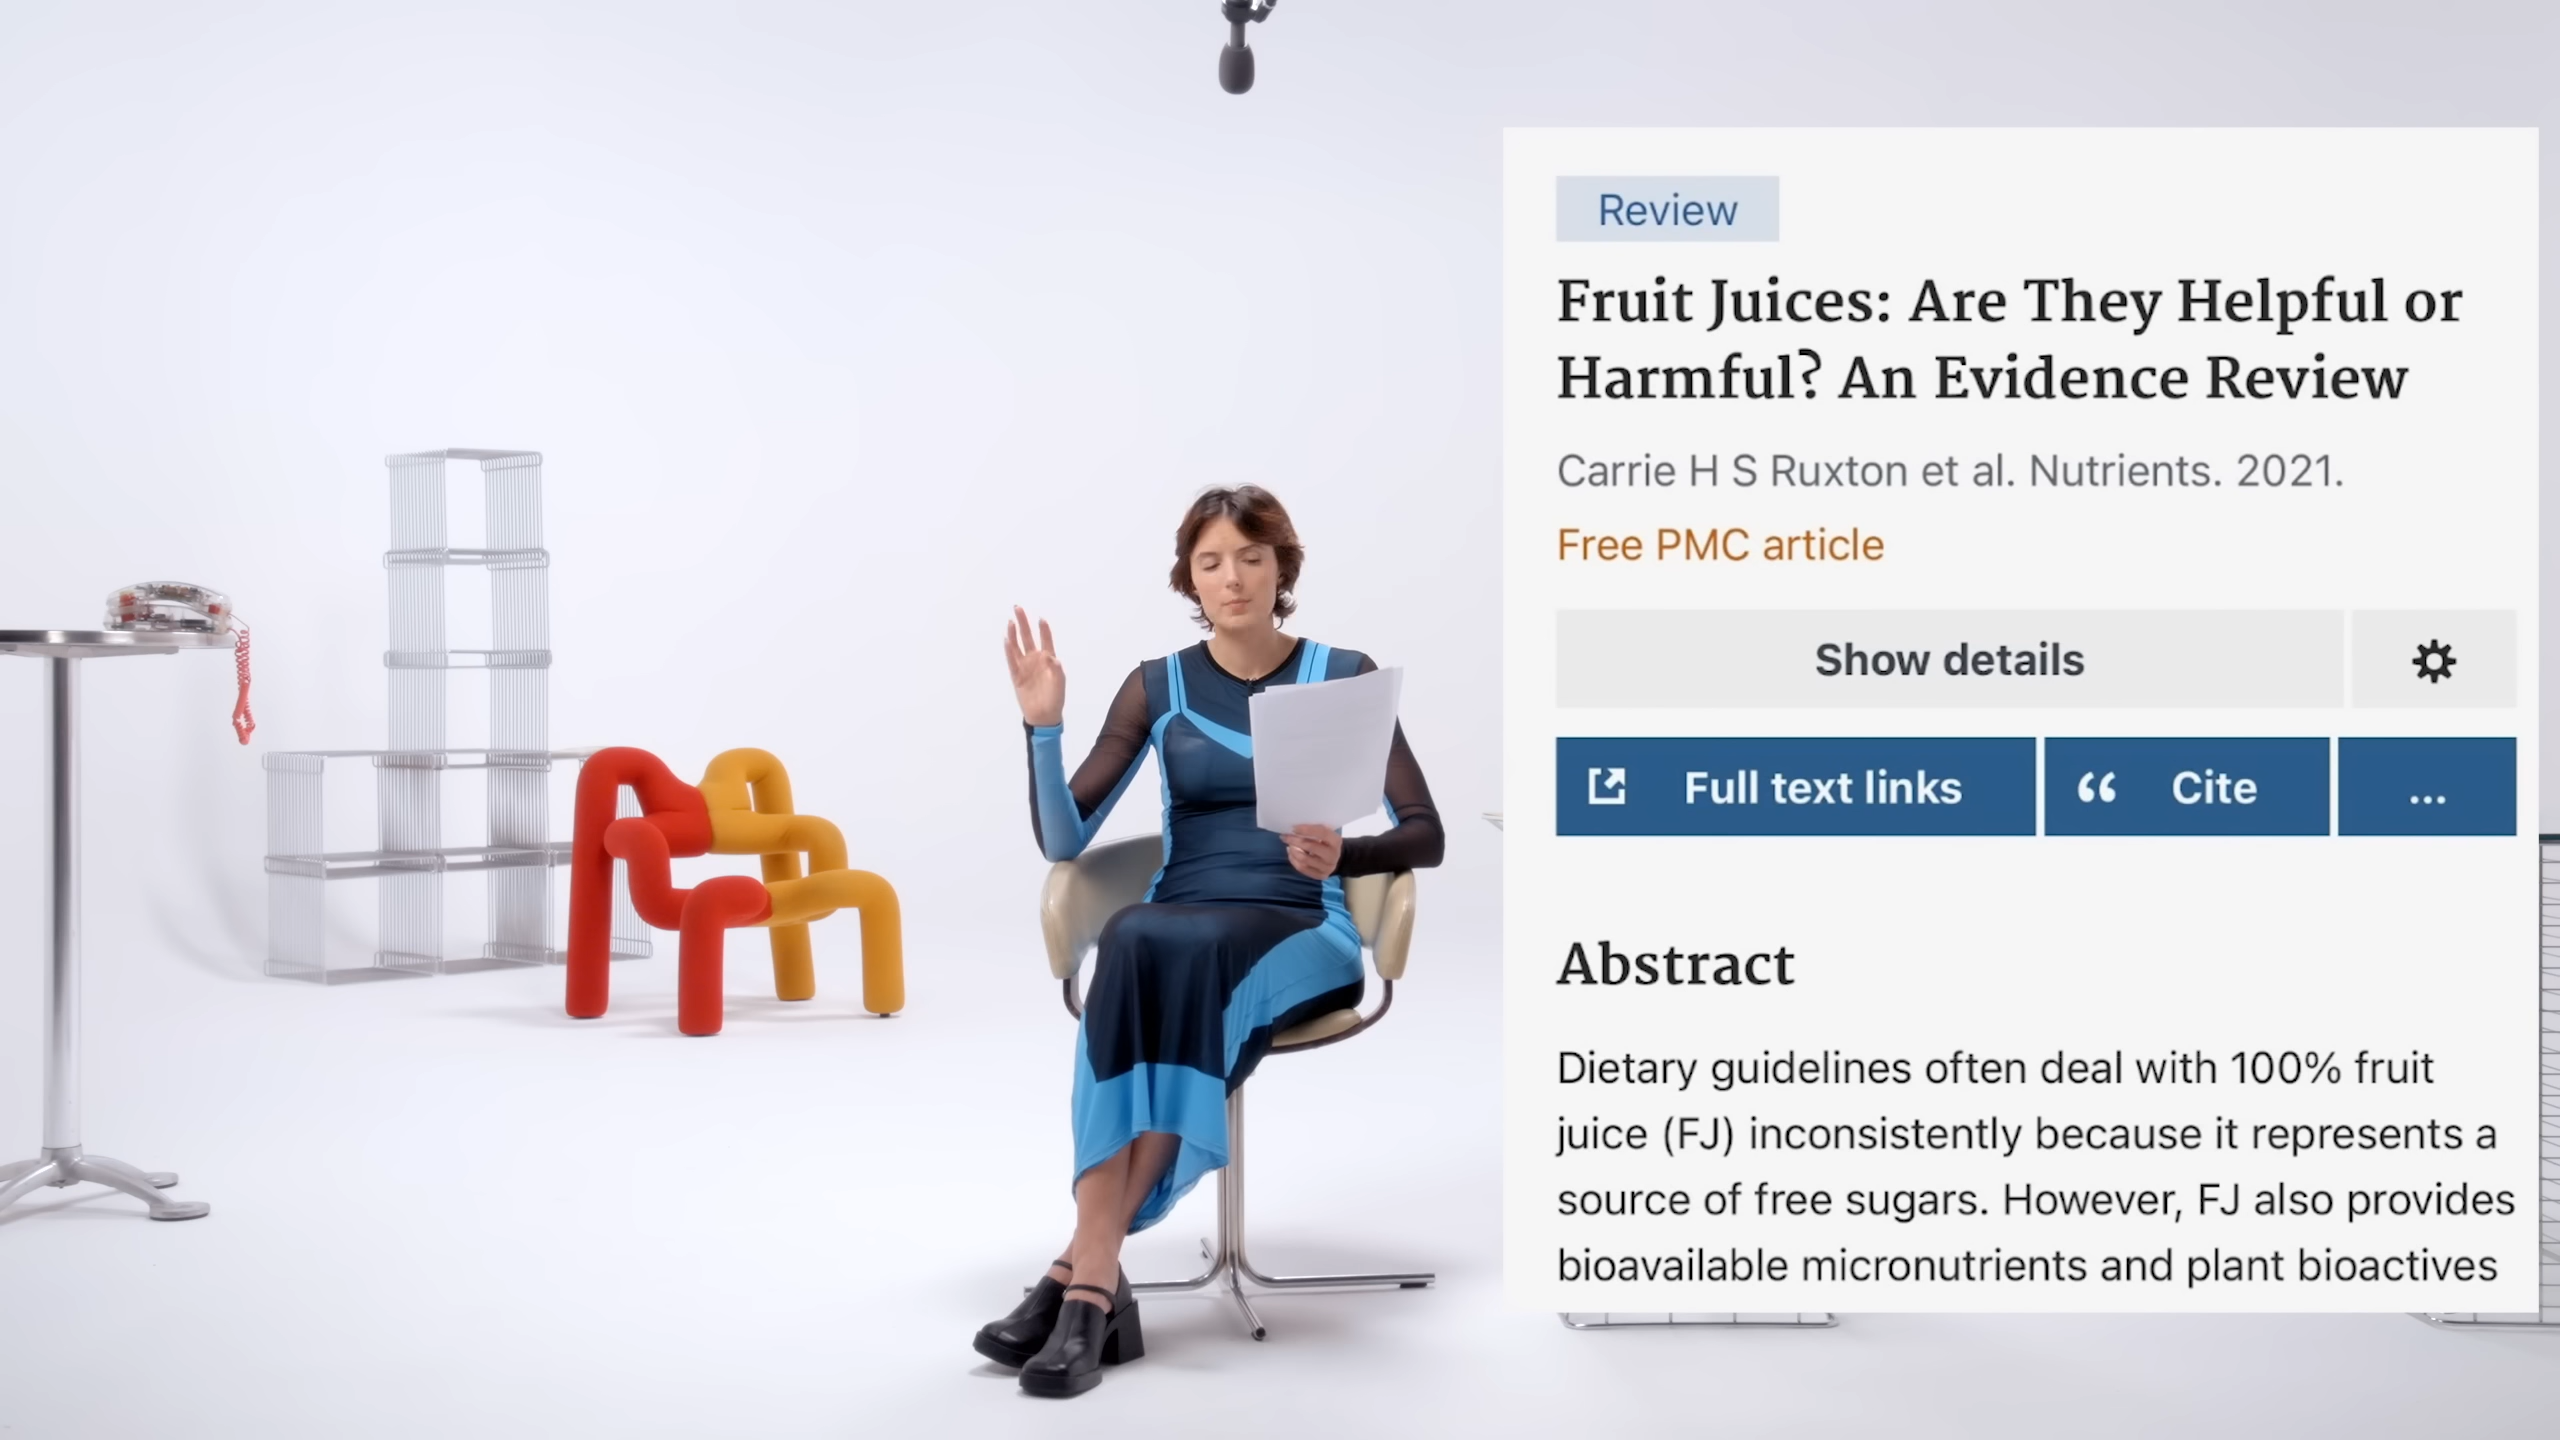 Review
Fruit Juices: Are They Helpful or
Harmful? An Evidence Review
Carrie H S Ruxton et al. Nutrients. 2021.
Free PMC article
Show details
Full text links
Cite
...
Abstract
Dietary guidelines often deal with 100% fruit
juice (FJ) inconsistently because it represents a
source of free sugars. However, FJ also provides
bioavailable micronutrients and plant bioactives